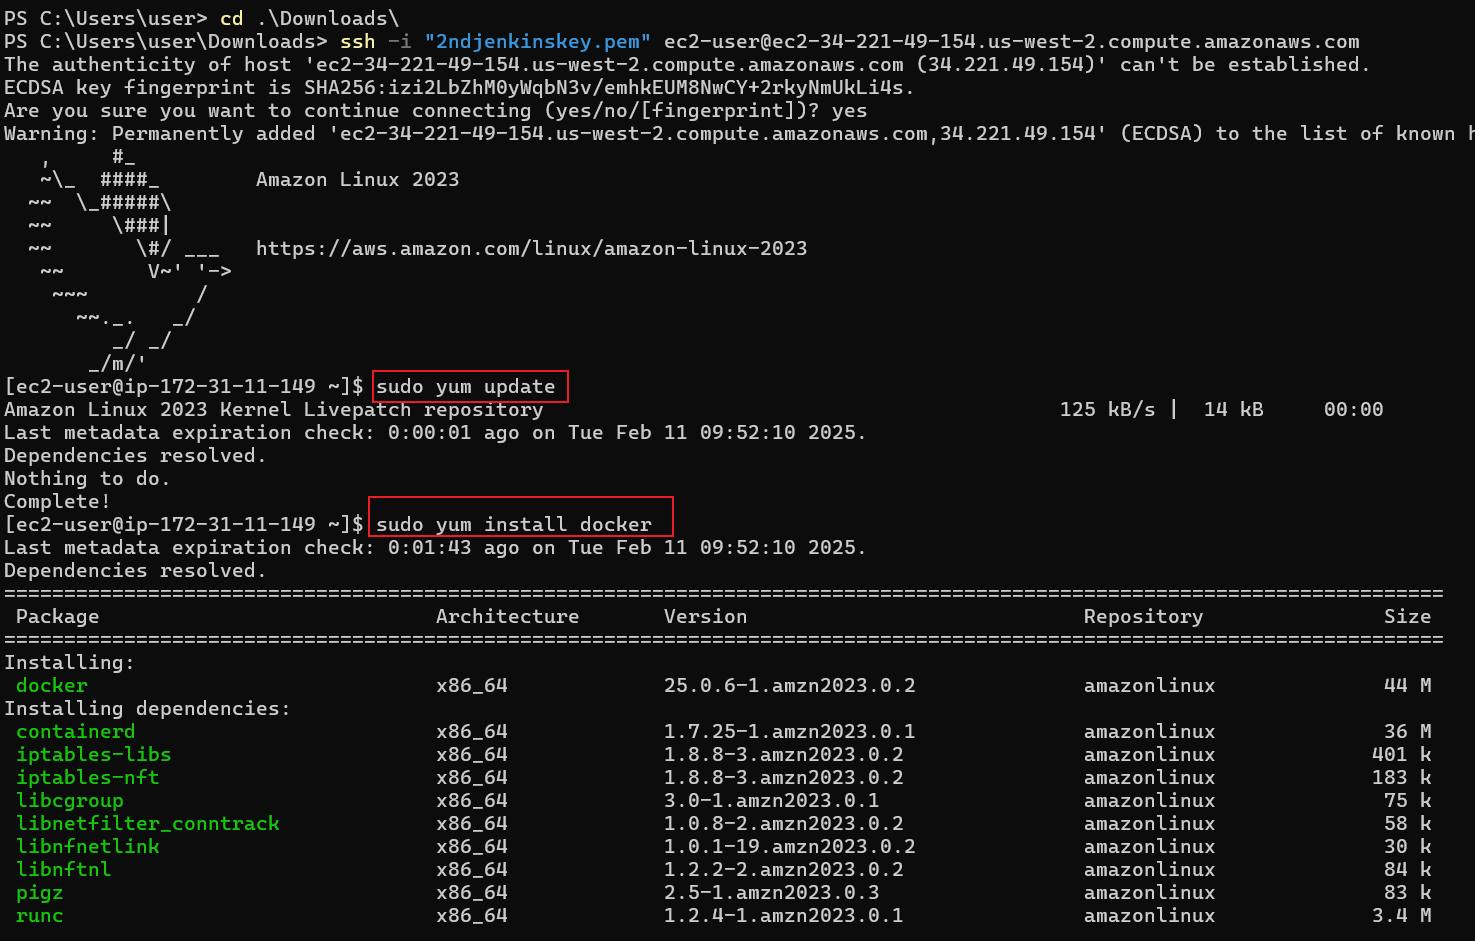 PS C:\Users\user> cd .\Downloads\
PS C:\Users\user\Downloads> ssh -i "2ndjenkinskey.pem" ec2-user@ec2-34-221-49-154.us-west-2.compute.amazonaws.com
The authenticity of host 'ec2-34-221-49-154.us-west-2.compute.amazonaws.com (34.221.49.154)' can't be established.
ECDSA key fingerprint is SHA256:izi2LbZhM0yWqbN3v/emhkEUM8NwCY+2rkyNmUkLi4s.
Are you sure you want to continue connecting (yes/no/[fingerprint])? yes
Warning: Permanently added 'ec2-34-221-49-154.us-west-2.compute.amazonaws.com,34.221.49.154' (ECDSA) to the list of known h
   ,     #_
   ~\_  ####_        Amazon Linux 2023
  ~~  \_#####\
  ~~     \###|
  ~~       \#/ ___   https://aws.amazon.com/linux/amazon-linux-2023
   ~~       V~' '->
    ~~~         /
      ~~._.   _/
         _/ _/
       _/m/'
[ec2-user@ip-172-31-11-149 ~]$ sudo yum update
Amazon Linux 2023 Kernel Livepatch repository                                           125 kB/s |  14 kB     00:00
Last metadata expiration check: 0:00:01 ago on Tue Feb 11 09:52:10 2025.
Dependencies resolved.
Nothing to do.
Complete!
[ec2-user@ip-172-31-11-149 ~]$ sudo yum install docker
Last metadata expiration check: 0:01:43 ago on Tue Feb 11 09:52:10 2025.
Dependencies resolved.
========================================================================================================================
 Package                            Architecture       Version                            Repository               Size
========================================================================================================================
Installing:
 docker                             x86_64             25.0.6-1.amzn2023.0.2              amazonlinux              44 M
Installing dependencies:
 containerd                         x86_64             1.7.25-1.amzn2023.0.1              amazonlinux              36 M
 iptables-libs                      x86_64             1.8.8-3.amzn2023.0.2               amazonlinux             401 k
 iptables-nft                       x86_64             1.8.8-3.amzn2023.0.2               amazonlinux             183 k
 libcgroup                          x86_64             3.0-1.amzn2023.0.1                 amazonlinux              75 k
 libnetfilter_conntrack             x86_64             1.0.8-2.amzn2023.0.2               amazonlinux              58 k
 libnfnetlink                       x86_64             1.0.1-19.amzn2023.0.2              amazonlinux              30 k
 libnftnl                           x86_64             1.2.2-2.amzn2023.0.2               amazonlinux              84 k
 pigz                               x86_64             2.5-1.amzn2023.0.3                 amazonlinux              83 k
 runc                               x86_64             1.2.4-1.amzn2023.0.1               amazonlinux             3.4 M